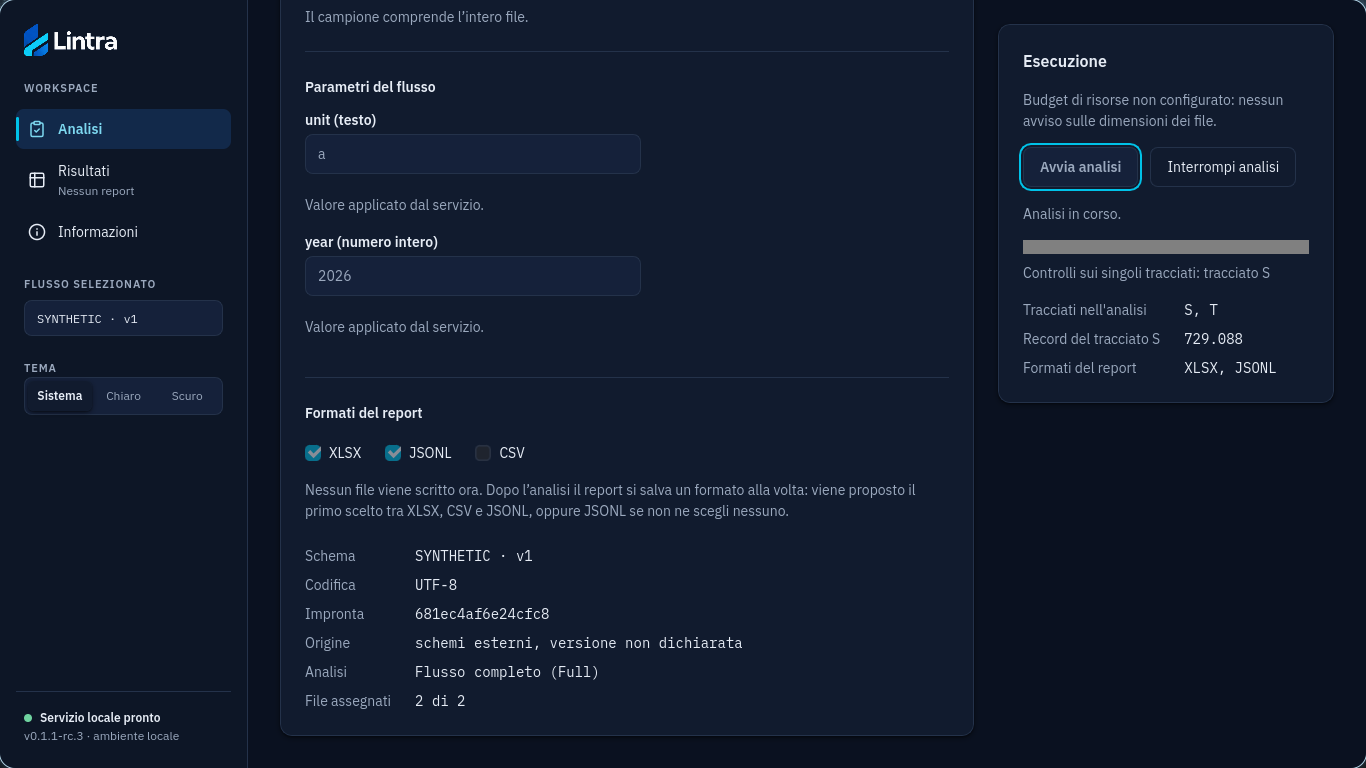 Lintra
WORKSPACE
Analisi
Risultati
Nessun report
Informazioni
FLUSSO SELEZIONATO
SYNTHETIC · v1
TEMA
Sistema Chiaro Scuro
Servizio locale pronto
v0.1.1-rc.3 · ambiente locale
Il campione comprende l’intero file.
Parametri del flusso
unit (testo)
a
Valore applicato dal servizio.
year (numero intero)
2026
Valore applicato dal servizio.
Formati del report
XLSX JSONL CSV
Nessun file viene scritto ora. Dopo l’analisi il report si salva un formato alla volta: viene proposto il
primo scelto tra XLSX, CSV e JSONL, oppure JSONL se non ne scegli nessuno.
Schema SYNTHETIC · v1
Codifica UTF-8
Impronta 681ec4af6e24cfc8
Origine schemi esterni, versione non dichiarata
Analisi Flusso completo (Full)
File assegnati 2 di 2
Esecuzione
Budget di risorse non configurato: nessun
avviso sulle dimensioni dei file.
Avvia analisi Interrompi analisi
Analisi in corso.
Controlli sui singoli tracciati: tracciato S
Tracciati nell'analisi S, T
Record del tracciato S 729.088
Formati del report XLSX, JSONL